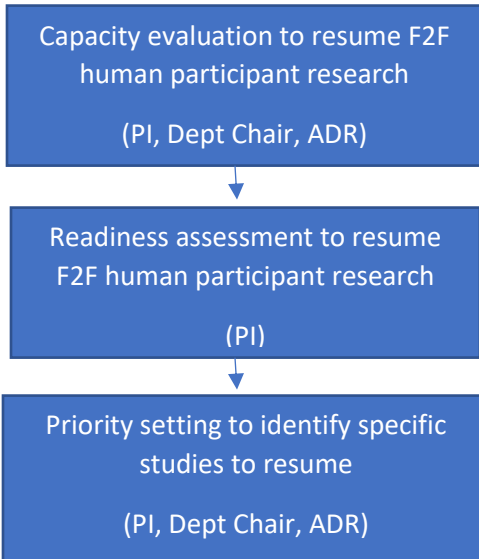 Capacity evaluation to resume F2F
human participant research
(PI, Dept Chair, ADR)
Readiness assessment to resume
F2F human participant research
(PI)
Priority setting to identify specific
studies to resume
(PI, Dept Chair, ADR)